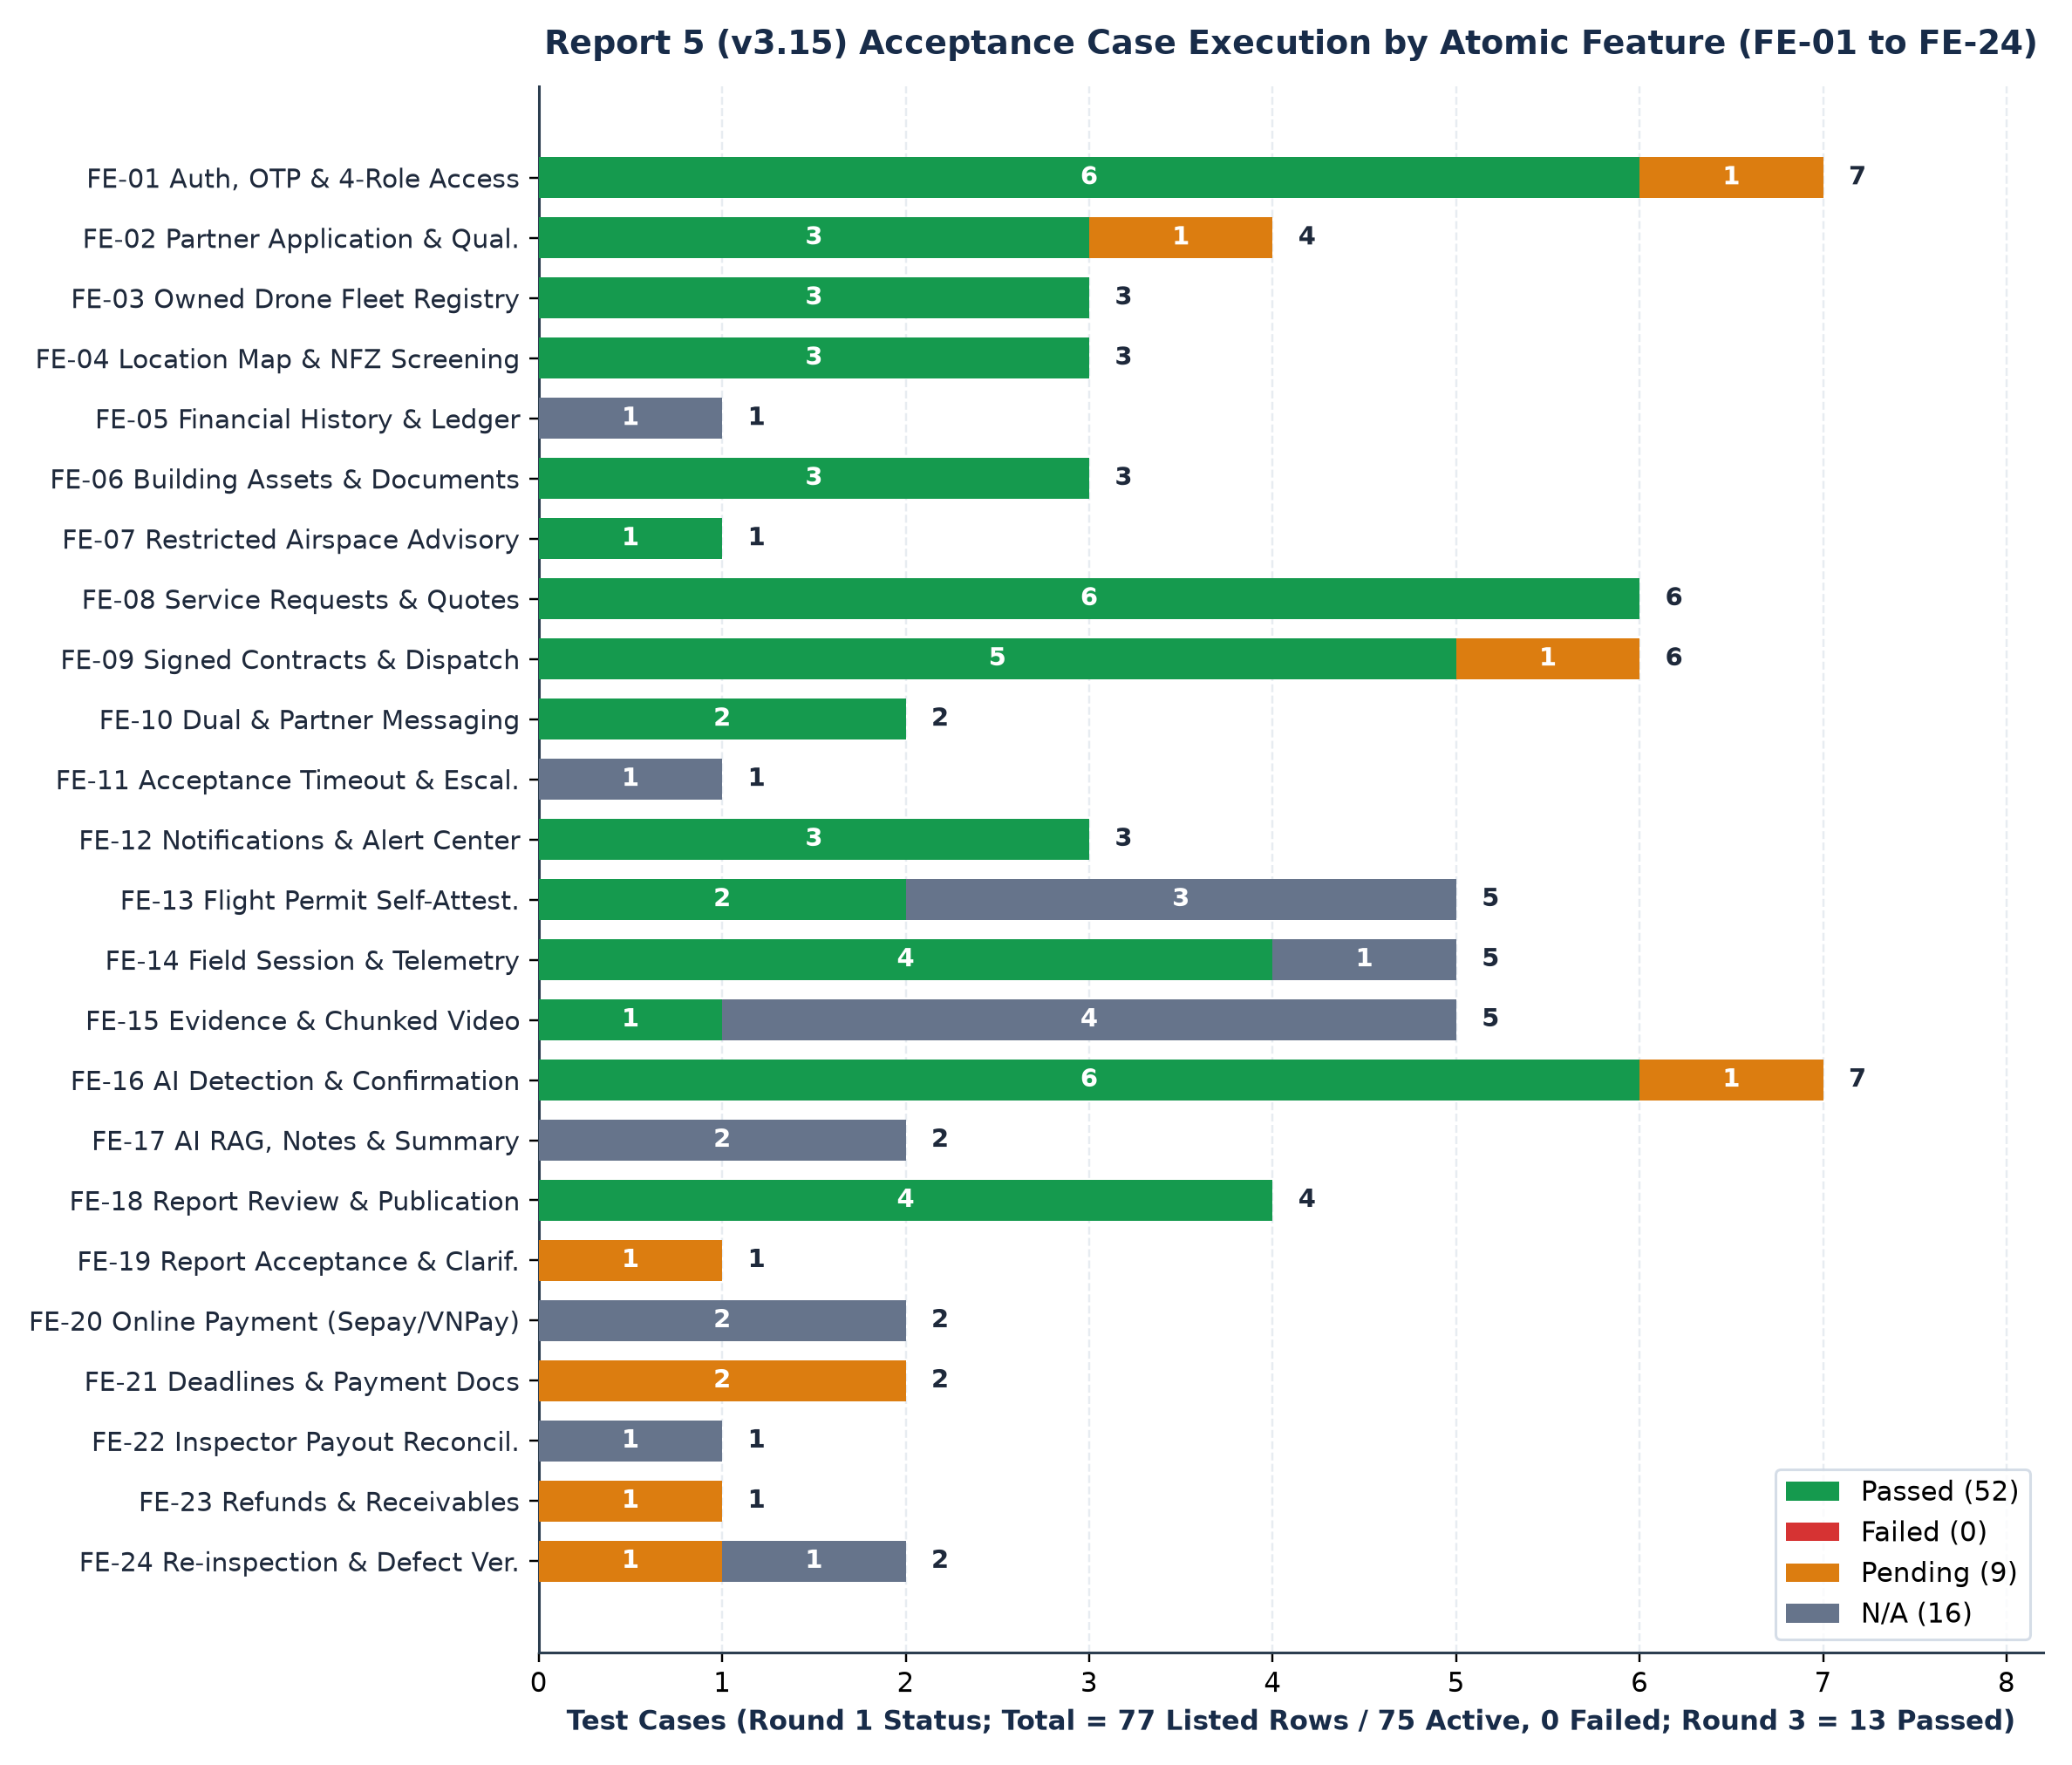 Report 5 (v3.15) Acceptance Case Execution by Atomic Feature (FE-01 to FE-24)
FE-01 Auth, OTP & 4-Role Access 6 1 7
FE-02 Partner Application & Qual. 3 1 4
FE-03 Owned Drone Fleet Registry 3 3
FE-04 Location Map & NFZ Screening 3 3
FE-05 Financial History & Ledger 1 1
FE-06 Building Assets & Documents 3 3
FE-07 Restricted Airspace Advisory 1 1
FE-08 Service Requests & Quotes 6 6
FE-09 Signed Contracts & Dispatch 5 1 6
FE-10 Dual & Partner Messaging 2 2
FE-11 Acceptance Timeout & Escal. 1 1
FE-12 Notifications & Alert Center 3 3
FE-13 Flight Permit Self-Attest. 2 3 5
FE-14 Field Session & Telemetry 4 1 5
FE-15 Evidence & Chunked Video 1 4 5
FE-16 AI Detection & Confirmation 6 1 7
FE-17 AI RAG, Notes & Summary 2 2
FE-18 Report Review & Publication 4 4
FE-19 Report Acceptance & Clarif. 1 1
FE-20 Online Payment (Sepay/VNPay) 2 2
FE-21 Deadlines & Payment Docs 2 2
FE-22 Inspector Payout Reconcil. 1 1
FE-23 Refunds & Receivables 1 1
FE-24 Re-inspection & Defect Ver. 1 1 2
Passed (52)
Failed (0)
Pending (9)
N/A (16)
0 1 2 3 4 5 6 7 8
Test Cases (Round 1 Status; Total = 77 Listed Rows / 75 Active, 0 Failed; Round 3 = 13 Passed)